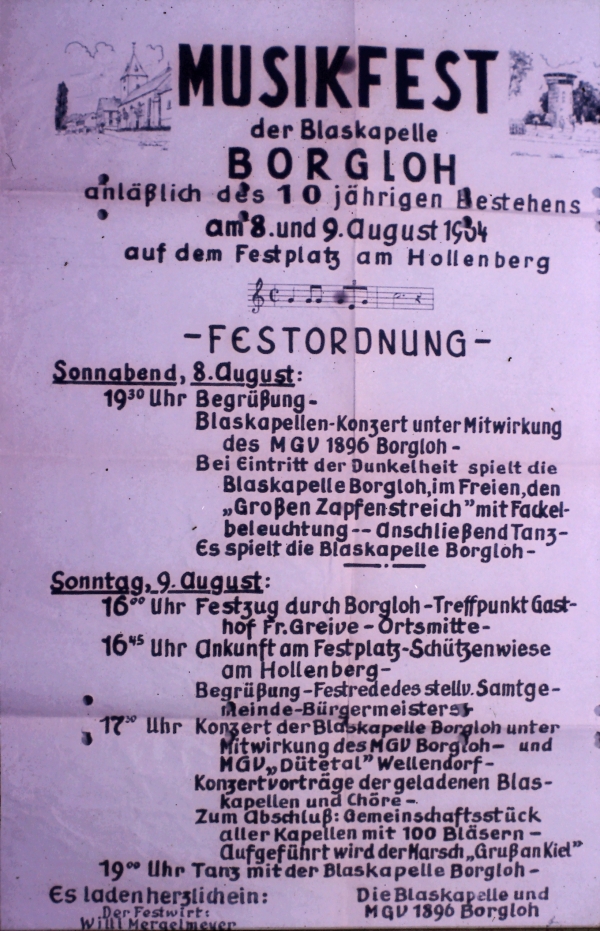 MUSIKFEST
der Blaskapelle
BORGLOH
anläßlich des 10 jährigen Bestehens
am 8. und 9. August 1964
auf dem Festplatz am Hollenberg
-FESTORDNUNG-
Sonnabend, 8. August:
19³⁰ Uhr Begrüßung -
Blaskapellen-Konzert unter Mitwirkung
des MGV 1896 Borgloh -
Bei Eintritt der Dunkelheit spielt die
Blaskapelle Borgloh, im Freien, den
„Großen Zapfenstreich" mit Fackel-
beleuchtung -- Anschließend Tanz -
Es spielt die Blaskapelle Borgloh -
Sonntag, 9. August:
16⁰⁰ Uhr Festzug durch Borgloh - Treffpunkt Gast-
hof Fr. Greive - Ortsmitte -
16⁴⁵ Uhr Ankunft am Festplatz - Schützenwiese
am Hollenberg -
Begrüßung - Festrede des stellv. Samtge-
meinde-Bürgermeisters -
17³⁰ Uhr Konzert der Blaskapelle Borgloh unter
Mitwirkung des MGV Borgloh - und
MGV „Dütetal" Wellendorf -
Konzertvorträge der geladenen Blas-
kapellen und Chöre -
Zum Abschluß: Gemeinschaftsstück
aller Kapellen mit 100 Bläsern -
Aufgeführt wird der Marsch „Gruß an Kiel"
19⁰⁰ Uhr Tanz mit der Blaskapelle Borgloh -
Es laden herzlich ein: Die Blaskapelle und
Der Festwirt: MGV 1896 Borgloh
Willi Mergelmeyer